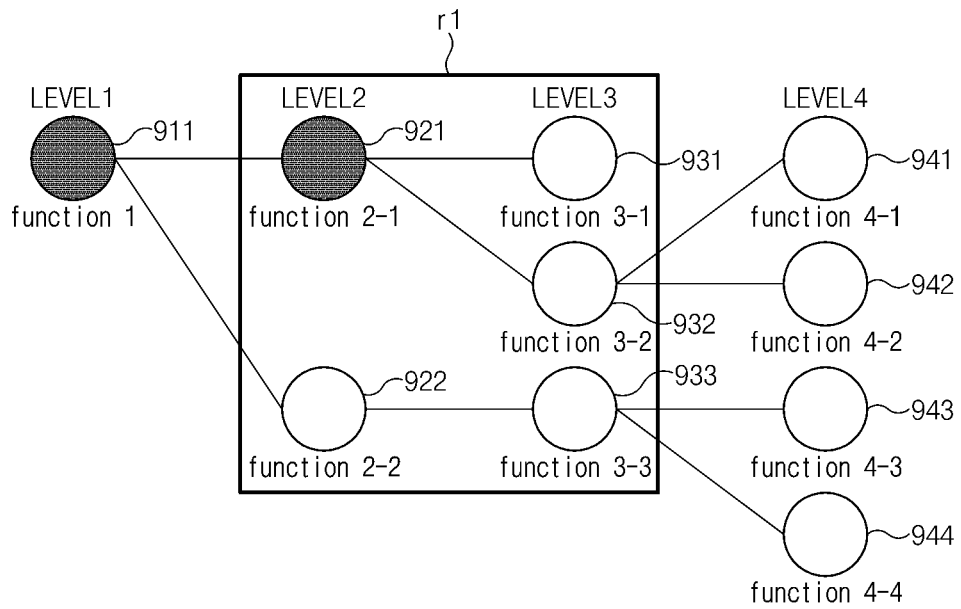 r1
LEVEL1
LEVEL2
LEVEL3
LEVEL4
911
921
931
941
function 1
function 2-1
function 3-1
function 4-1
932
942
function 3-2
function 4-2
922
933
943
function 2-2
function 3-3
function 4-3
944
function 4-4